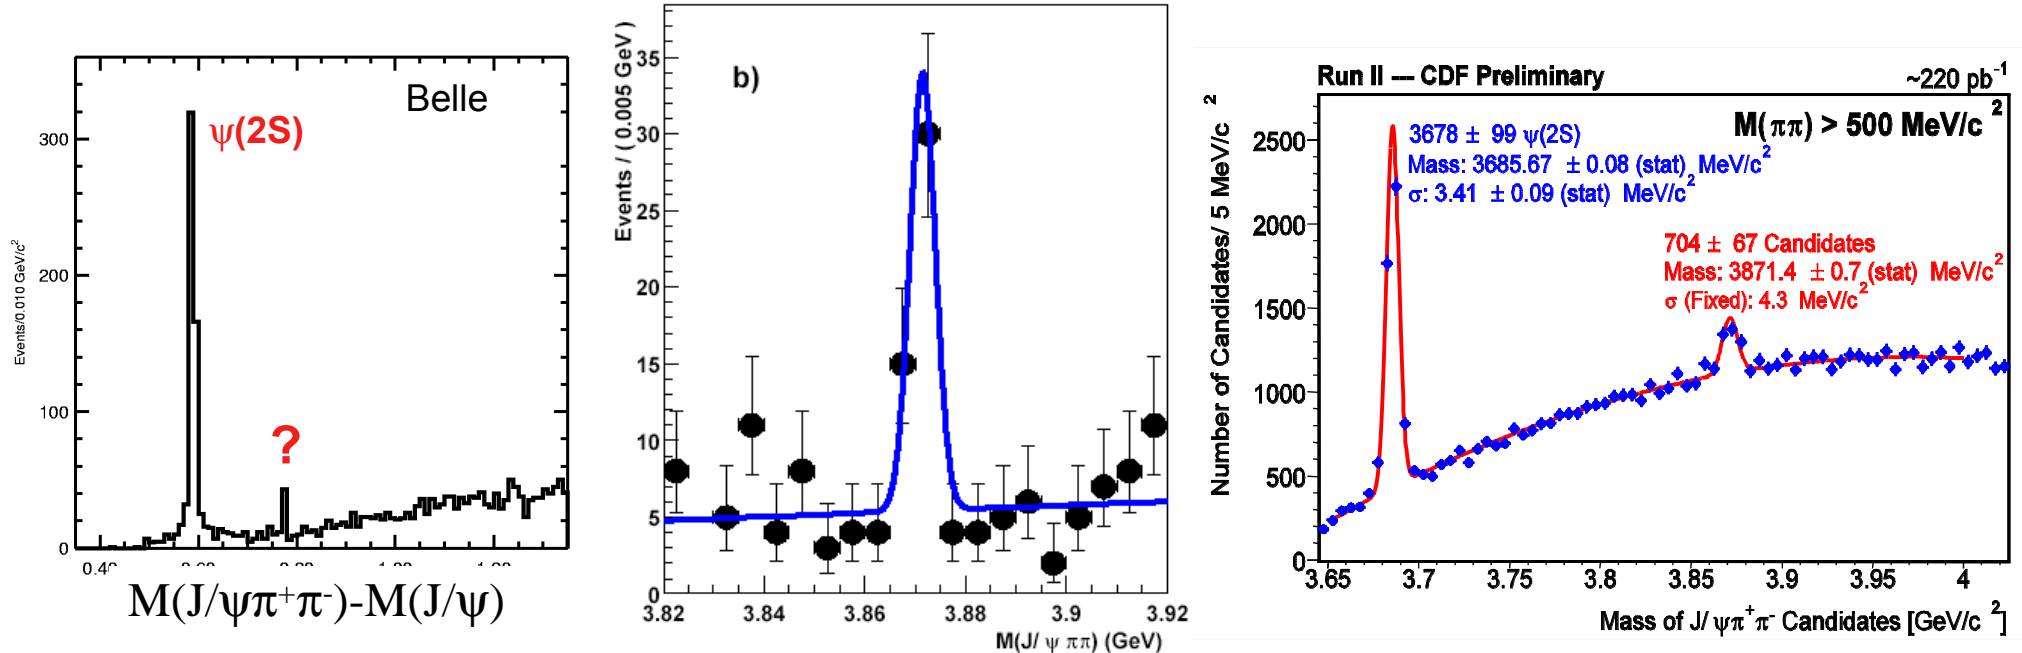 Belle
ψ(2S)
?
Events/0.010 GeV/c²
300
200
100
0
M(J/ψπ⁺π⁻)-M(J/ψ)
b)
Events / ( 0.005 GeV )
35
30
25
20
15
10
5
0
3.82 3.84 3.86 3.88 3.9 3.92
M(J/ ψ ππ) (GeV)
Run II --- CDF Preliminary
~220 pb⁻¹
M(ππ) > 500 MeV/c²
3678 ± 99 ψ(2S)
Mass: 3685.67 ± 0.08 (stat) MeV/c²
σ: 3.41 ± 0.09 (stat) MeV/c²
704 ± 67 Candidates
Mass: 3871.4 ± 0.7 (stat) MeV/c²
σ (Fixed): 4.3 MeV/c²
Number of Candidates/ 5 MeV/c²
2500
2000
1500
1000
500
0
3.65 3.7 3.75 3.8 3.85 3.9 3.95 4
Mass of J/ψπ⁺π⁻ Candidates [GeV/c²]